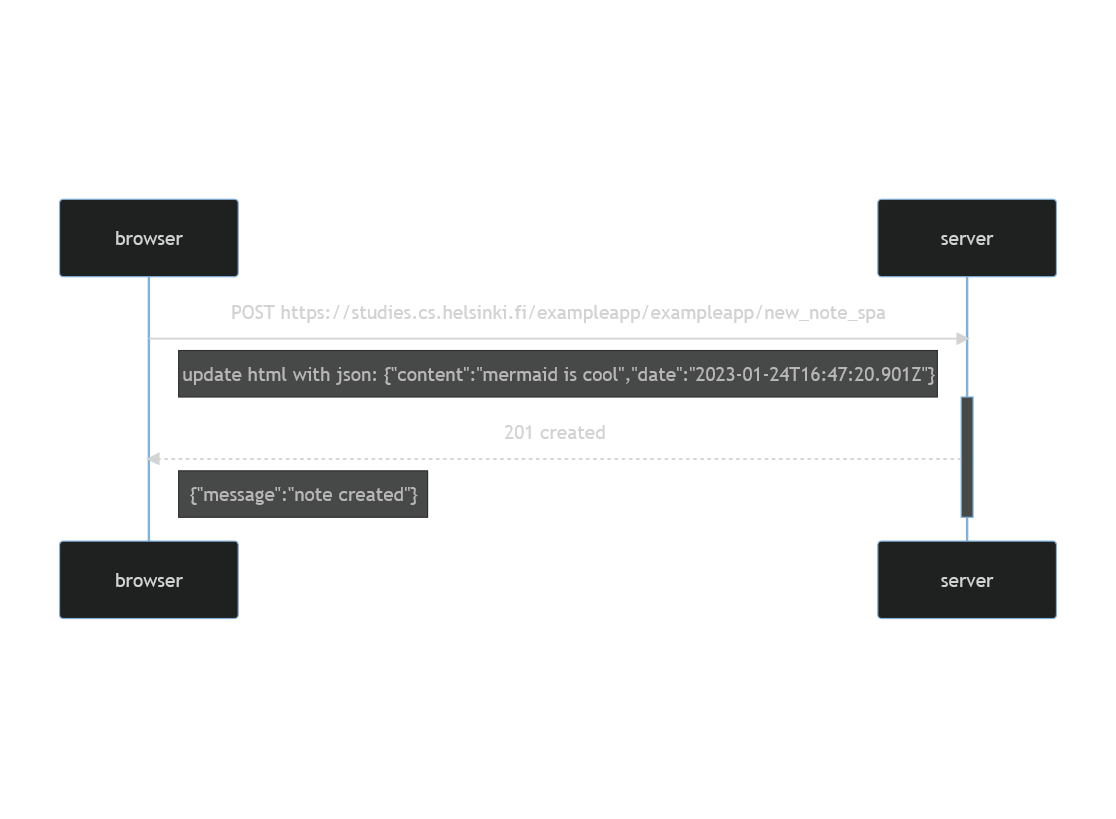 browser
server
POST https://studies.cs.helsinki.fi/exampleapp/exampleapp/new_note_spa
update html with json: {"content":"mermaid is cool","date":"2023-01-24T16:47:20.901Z"}
201 created
{"message":"note created"}
browser
server